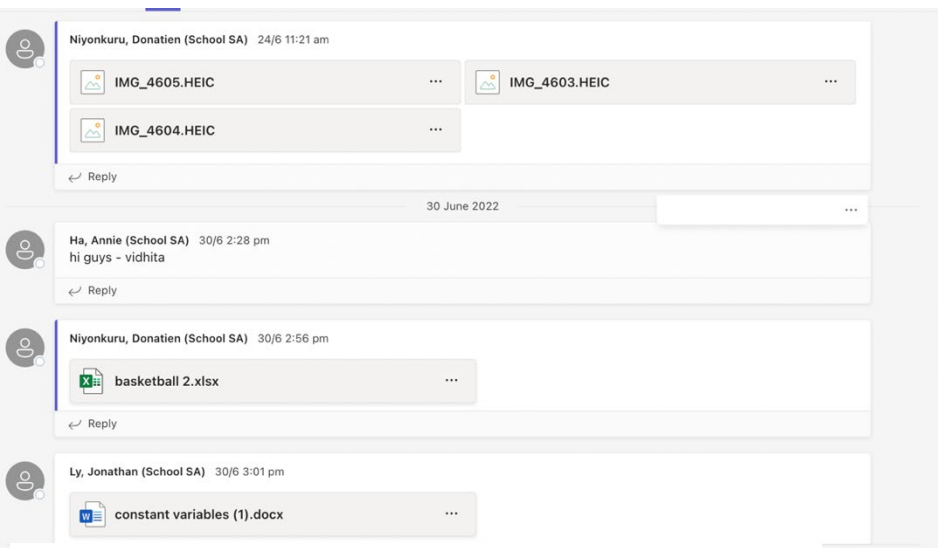 Niyonkuru, Donatien (School SA) 24/6 11:21 am
IMG_4605.HEIC ... IMG_4603.HEIC ...
IMG_4604.HEIC ...
Reply
30 June 2022
...
Ha, Annie (School SA) 30/6 2:28 pm
hi guys - vidhita
Reply
Niyonkuru, Donatien (School SA) 30/6 2:56 pm
basketball 2.xlsx ...
Reply
Ly, Jonathan (School SA) 30/6 3:01 pm
constant variables (1).docx ...